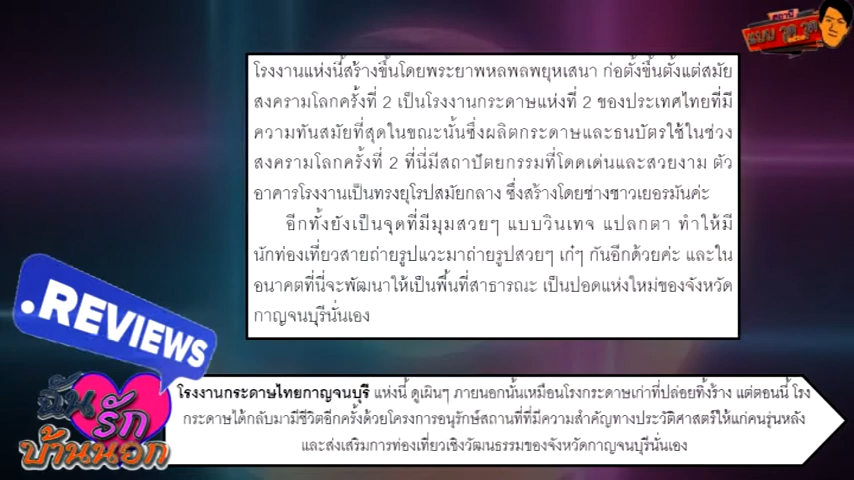 สถานี
แบบ จุด จุด
โรงงานแห่งนี้สร้างขึ้นโดยพระยาพหลพลพยุหเสนา ก่อตั้งขึ้นตั้งแต่สมัย
สงครามโลกครั้งที่ 2 เป็นโรงงานกระดาษแห่งที่ 2 ของประเทศไทยที่มี
ความทันสมัยที่สุดในขณะนั้นซึ่งผลิตกระดาษและธนบัตรใช้ในช่วง
สงครามโลกครั้งที่ 2 ที่นี่มีสถาปัตยกรรมที่โดดเด่นและสวยงาม ตัว
อาคารโรงงานเป็นทรงยุโรปสมัยกลาง ซึ่งสร้างโดยช่างชาวเยอรมันค่ะ
อีกทั้งยังเป็นจุดที่มีมุมสวยๆ แบบวินเทจ แปลกตา ทำให้มี
นักท่องเที่ยวสายถ่ายรูปแวะมาถ่ายรูปสวยๆ เก๋ๆ กันอีกด้วยค่ะ และใน
อนาคตที่นี่จะพัฒนาให้เป็นพื้นที่สาธารณะ เป็นปอดแห่งใหม่ของจังหวัด
กาญจนบุรีนั่นเอง
.REVIEWS
ฉันรักบ้านนอก
โรงงานกระดาษไทยกาญจนบุรี แห่งนี้ ดูเผินๆ ภายนอกนั้นเหมือนโรงกระดาษเก่าที่ปล่อยทิ้งร้าง แต่ตอนนี้ โรง
กระดาษได้กลับมามีชีวิตอีกครั้งด้วยโครงการอนุรักษ์สถานที่ที่มีความสำคัญทางประวัติศาสตร์ให้แก่คนรุ่นหลัง
และส่งเสริมการท่องเที่ยวเชิงวัฒนธรรมของจังหวัดกาญจนบุรีนั่นเอง